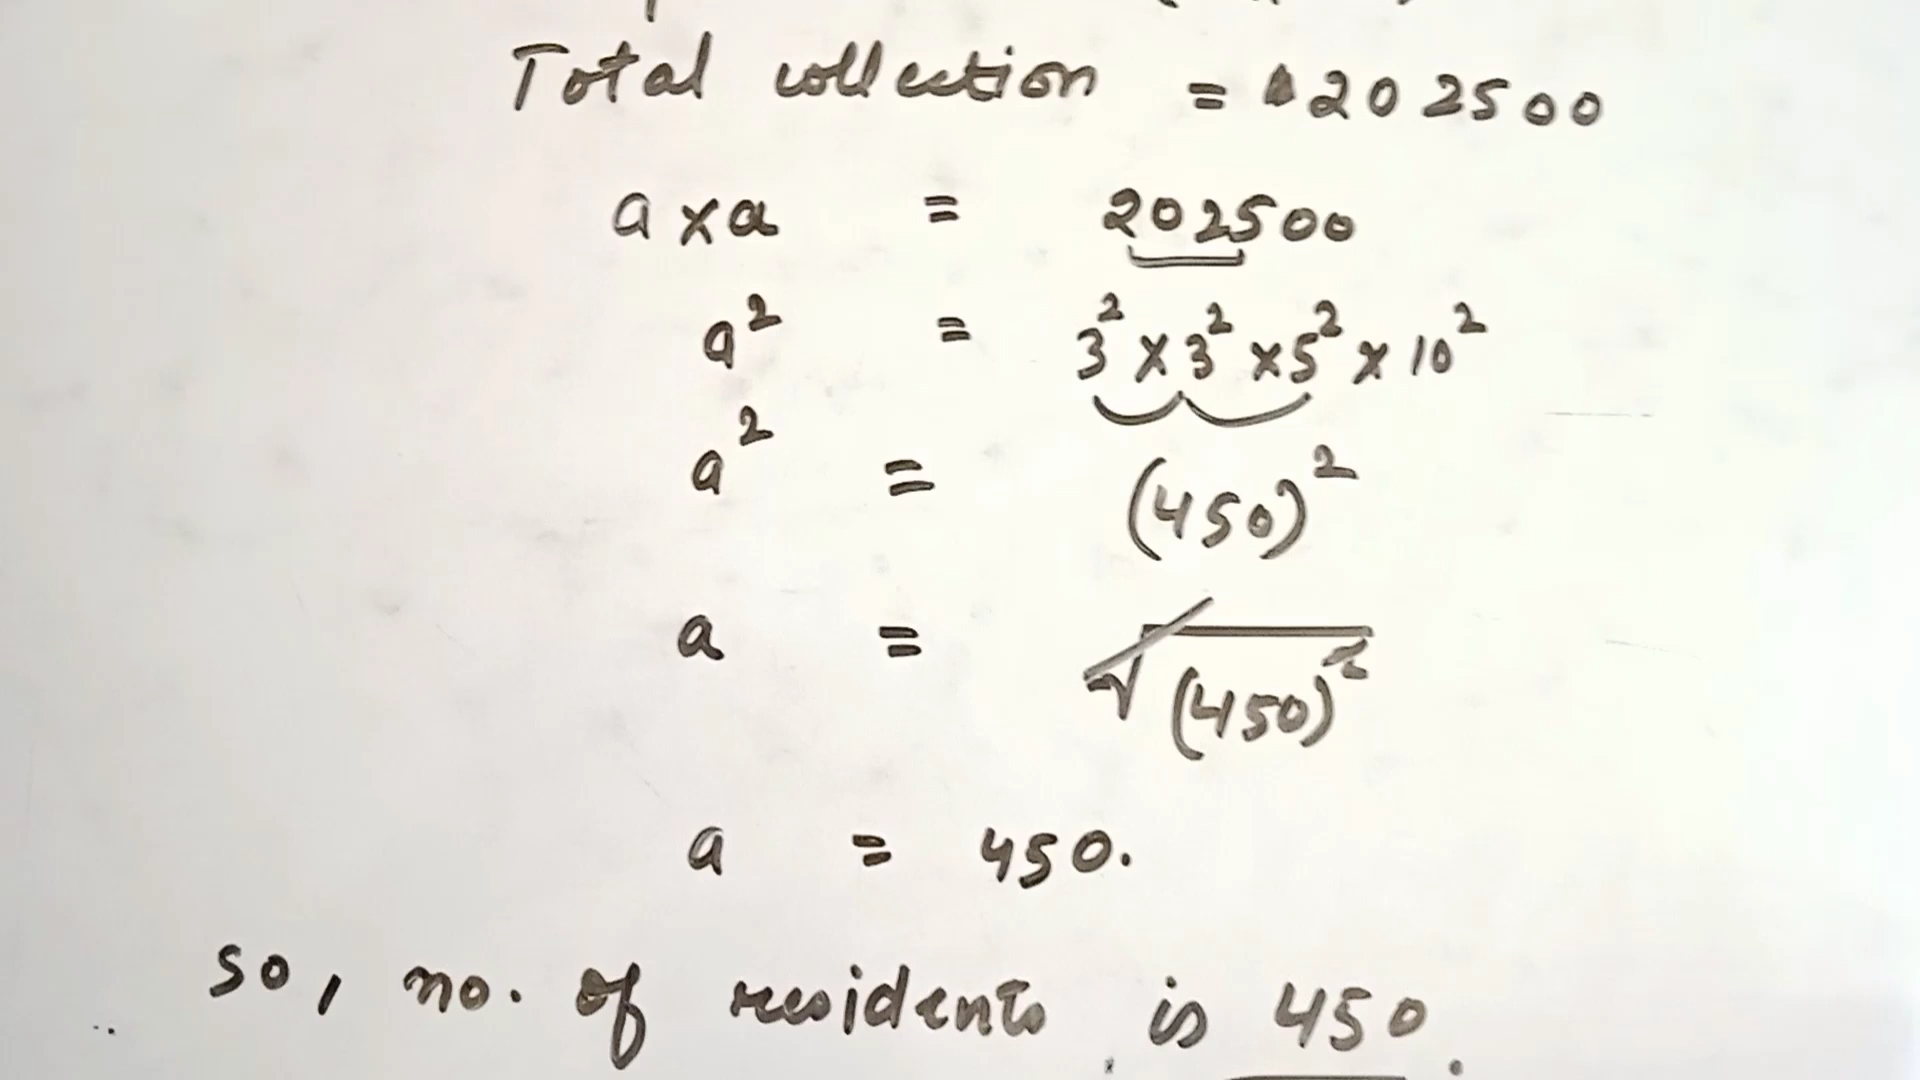 Total collection = 202500
a x a = 202500
a² = 3² x 3² x 5² x 10²
a² = (450)²
a = √(450)²
a = 450.
so, no. of residents is 450.